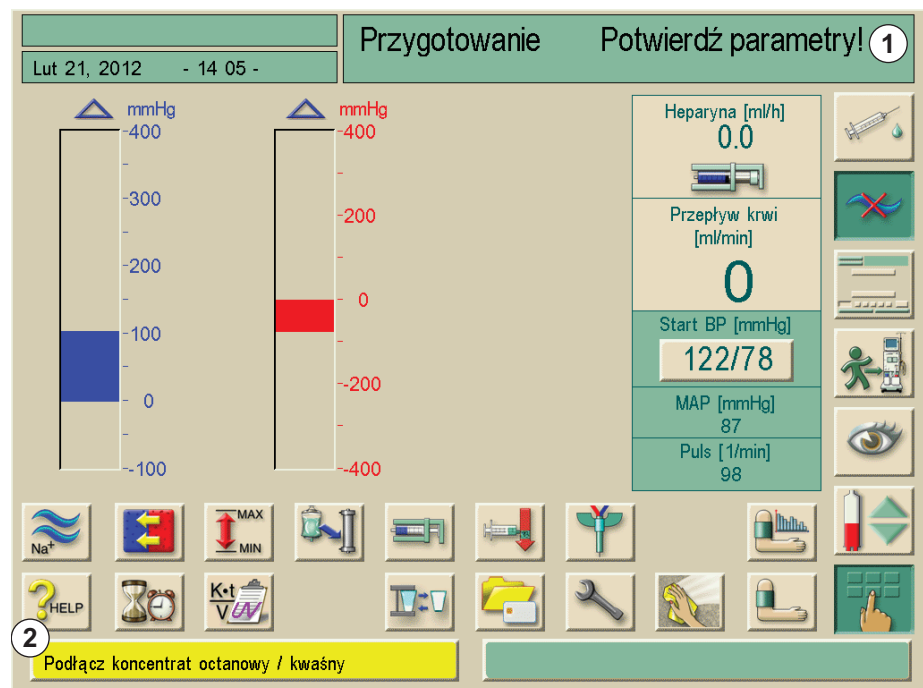 Przygotowanie Potwierdź parametry! 1
Lut 21, 2012 - 14 05 -
mmHg
400
300
200
100
0
-100
mmHg
400
200
0
-200
-400
Heparyna [ml/h]
0.0
Przepływ krwi
[ml/min]
0
Start BP [mmHg]
122/78
MAP [mmHg]
87
Puls [1/min]
98
Na+
MAX
MIN
HELP
K•t
V
UV
2
Podłącz koncentrat octanowy / kwaśny